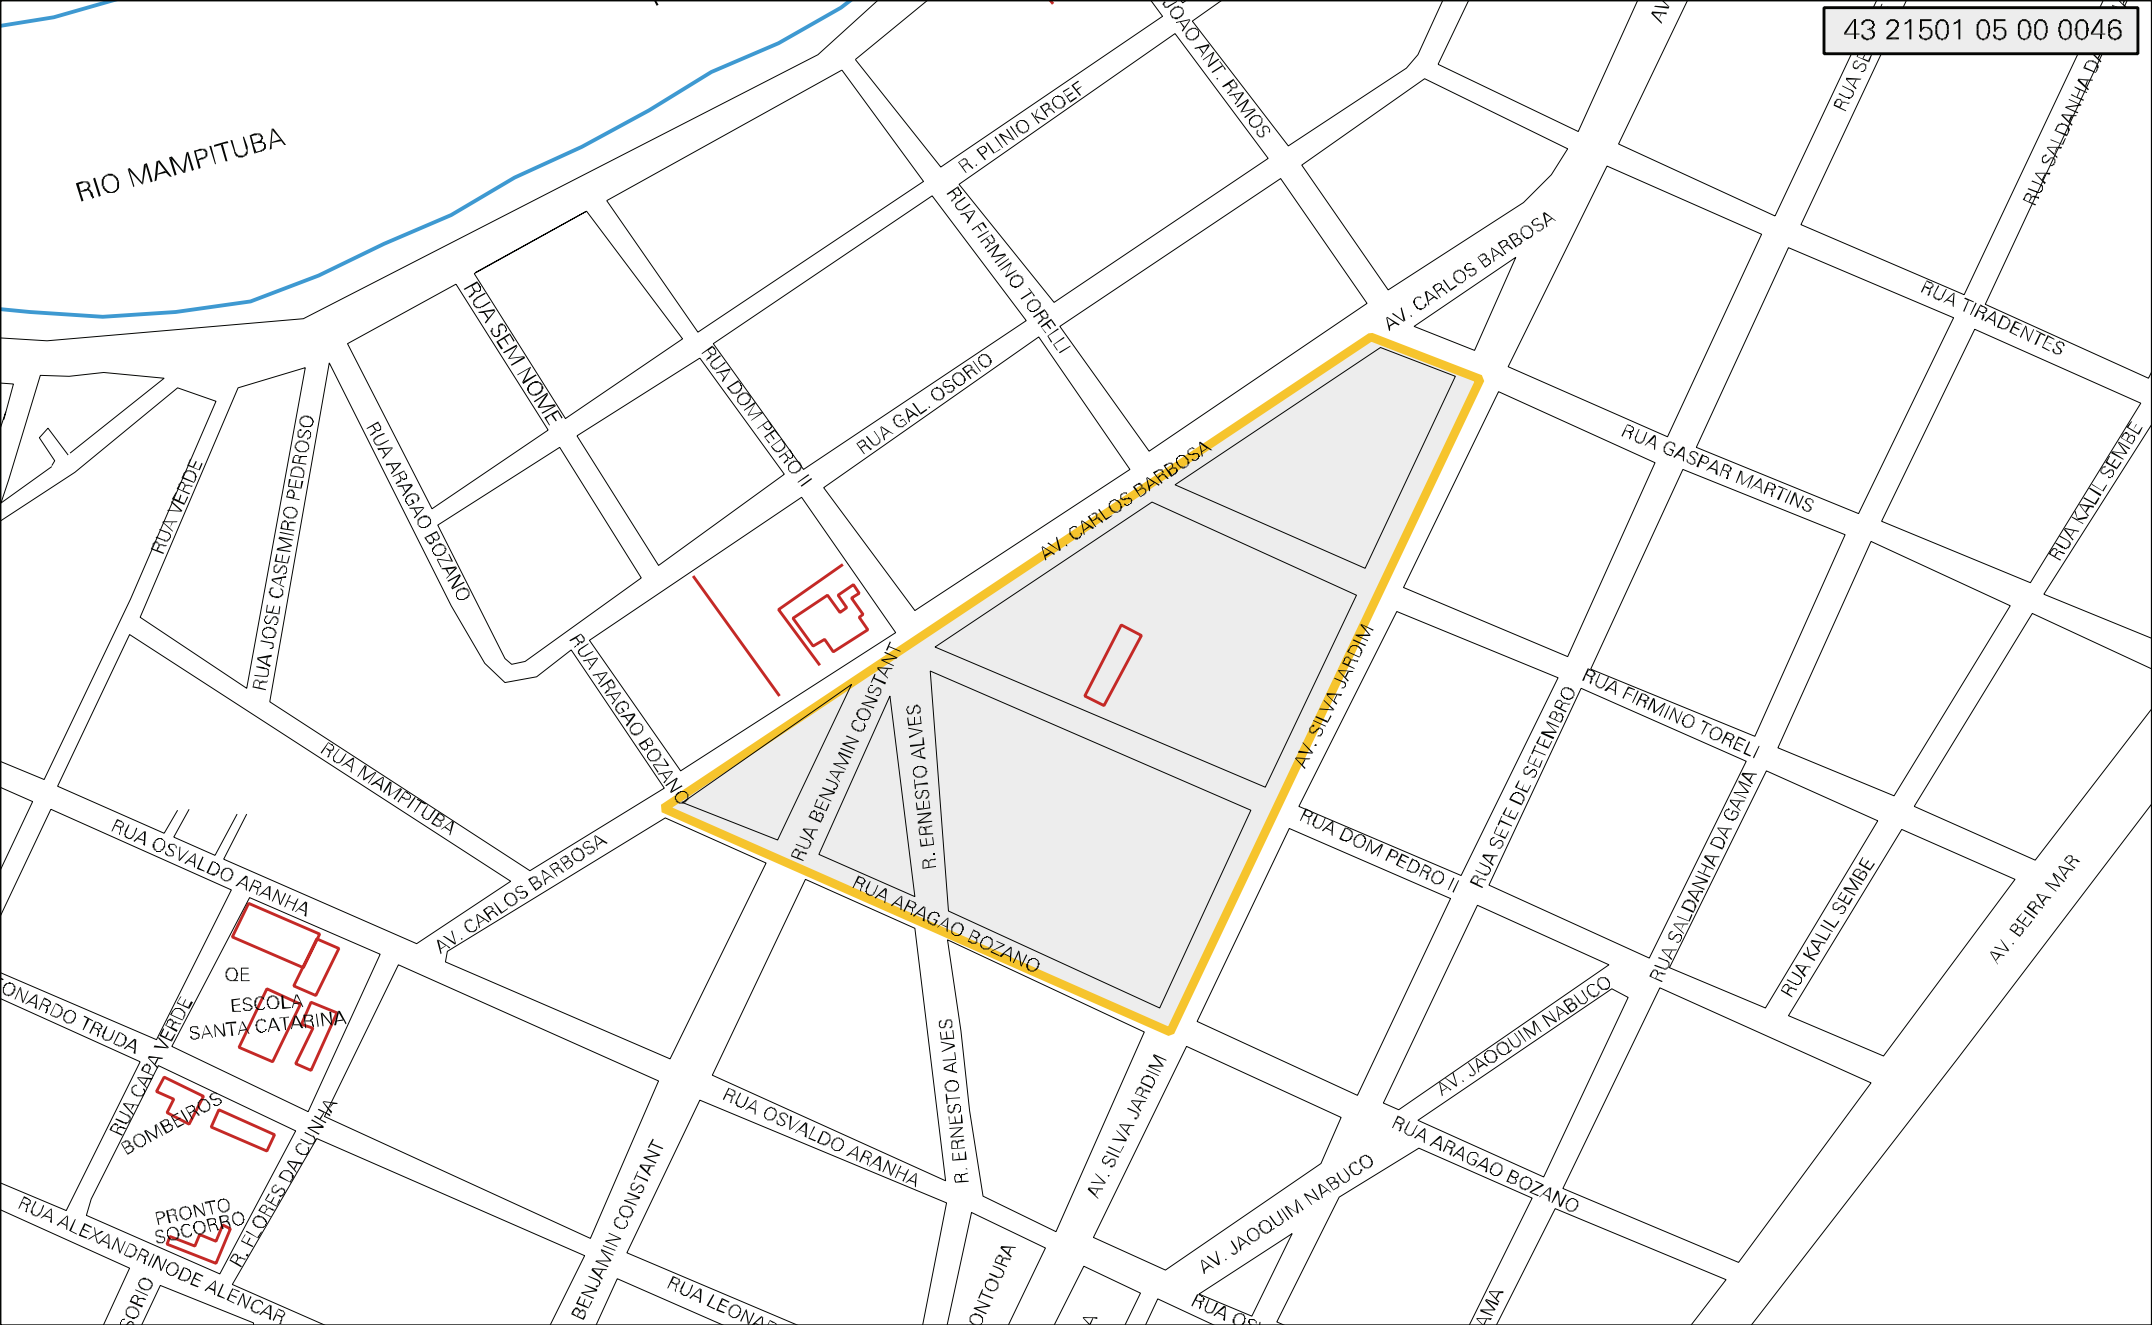 43 21501 05 00 0046
RIO MAMPITUBA
JOAO ANT. RAMOS
R. PLINIO KROEF
RUA SALDANHA DA
RUA FIRMINO TORELLI
AV. CARLOS BARBOSA
RUA TIRADENTES
RUA SEM NOME
RUA DOM PEDRO II
RUA GAL. OSORIO
RUA ARAGAO BOZANO
RUA VERDE
RUA JOSE CASEMIRO PEDROSO
AV. CARLOS BARBOSA
RUA GASPAR MARTINS
RUA KALIL SEMBE
RUA ARAGAO BOZANO
RUA BENJAMIN CONSTANT
R. ERNESTO ALVES
AV. SILVA JARDIM
RUA FIRMINO TORELI
RUA SETE DE SETEMBRO
RUA MAMPITUBA
RUA OSVALDO ARANHA
AV. CARLOS BARBOSA
RUA ARAGAO BOZANO
RUA DOM PEDRO II
RUA SALDANHA DA GAMA
RUA KALIL SEMBE
AV. BEIRA MAR
QE
ESCOLA
SANTA CATARINA
ONARDO TRUDA
RUA CAPA VERDE
BOMBEIROS
R. FLORES DA CUNHA
PRONTO
SOCORRO
RUA ALEXANDRINODE ALENCAR
SORIO
BENJAMIN CONSTANT
RUA OSVALDO ARANHA
R. ERNESTO ALVES
AV. SILVA JARDIM
AV. JAOQUIM NABUCO
RUA ARAGAO BOZANO
AV. JAOQUIM NABUCO
RUA LEONAR
ONTOURA
RUA OS
AMA